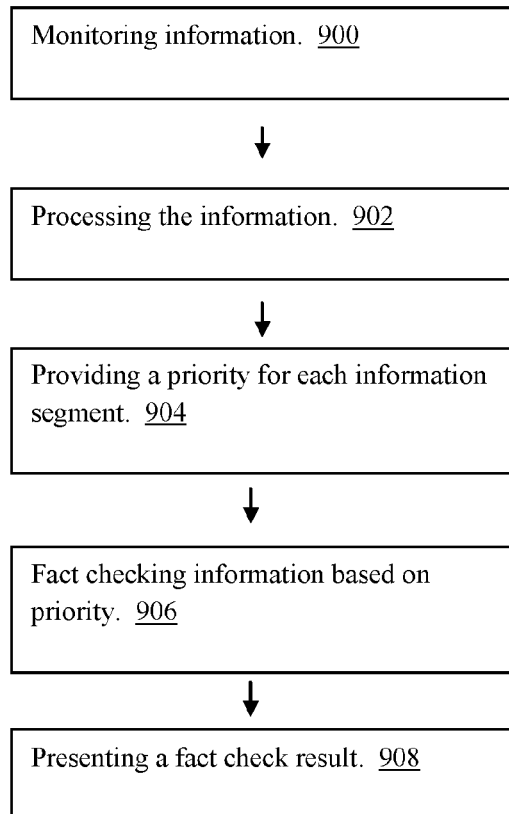 Monitoring information. 900
Processing the information. 902
Providing a priority for each information
segment. 904
Fact checking information based on
priority. 906
Presenting a fact check result. 908